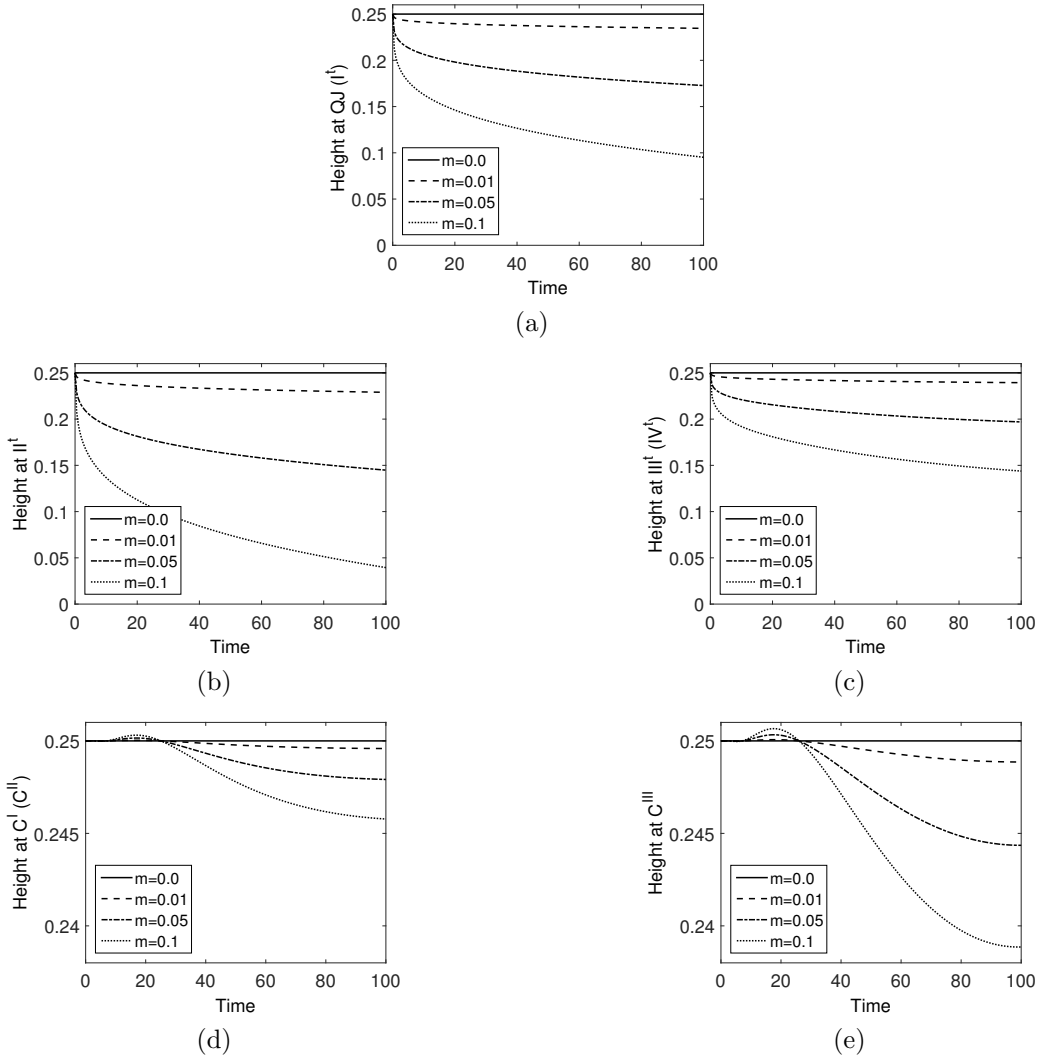 0.25
0.2
0.15
0.1
0.05
0
Height at QJ (I^t)
m=0.0
m=0.01
m=0.05
m=0.1
0 20 40 60 80 100
Time
(a)
0.25
0.2
0.15
0.1
0.05
0
Height at II^t
m=0.0
m=0.01
m=0.05
m=0.1
0 20 40 60 80 100
Time
(b)
0.25
0.2
0.15
0.1
0.05
0
Height at III^t (IV^t)
m=0.0
m=0.01
m=0.05
m=0.1
0 20 40 60 80 100
Time
(c)
0.25
0.245
0.24
Height at C^I (C^II)
m=0.0
m=0.01
m=0.05
m=0.1
0 20 40 60 80 100
Time
(d)
0.25
0.245
0.24
Height at C^III
m=0.0
m=0.01
m=0.05
m=0.1
0 20 40 60 80 100
Time
(e)